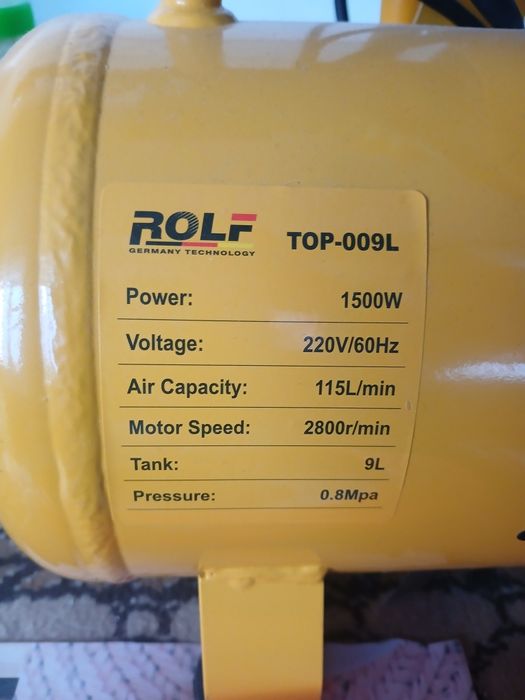 ROLF
GERMANY TECHNOLOGY
TOP-009L
Power: 1500W
Voltage: 220V/60Hz
Air Capacity: 115L/min
Motor Speed: 2800r/min
Tank: 9L
Pressure: 0.8Mpa